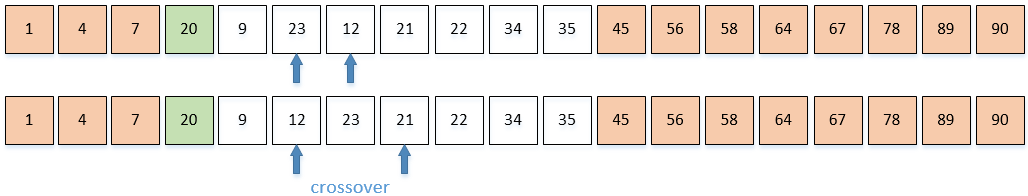 1 4 7 20 9 23 12 21 22 34 35 45 56 58 64 67 78 89 90
1 4 7 20 9 12 23 21 22 34 35 45 56 58 64 67 78 89 90
crossover